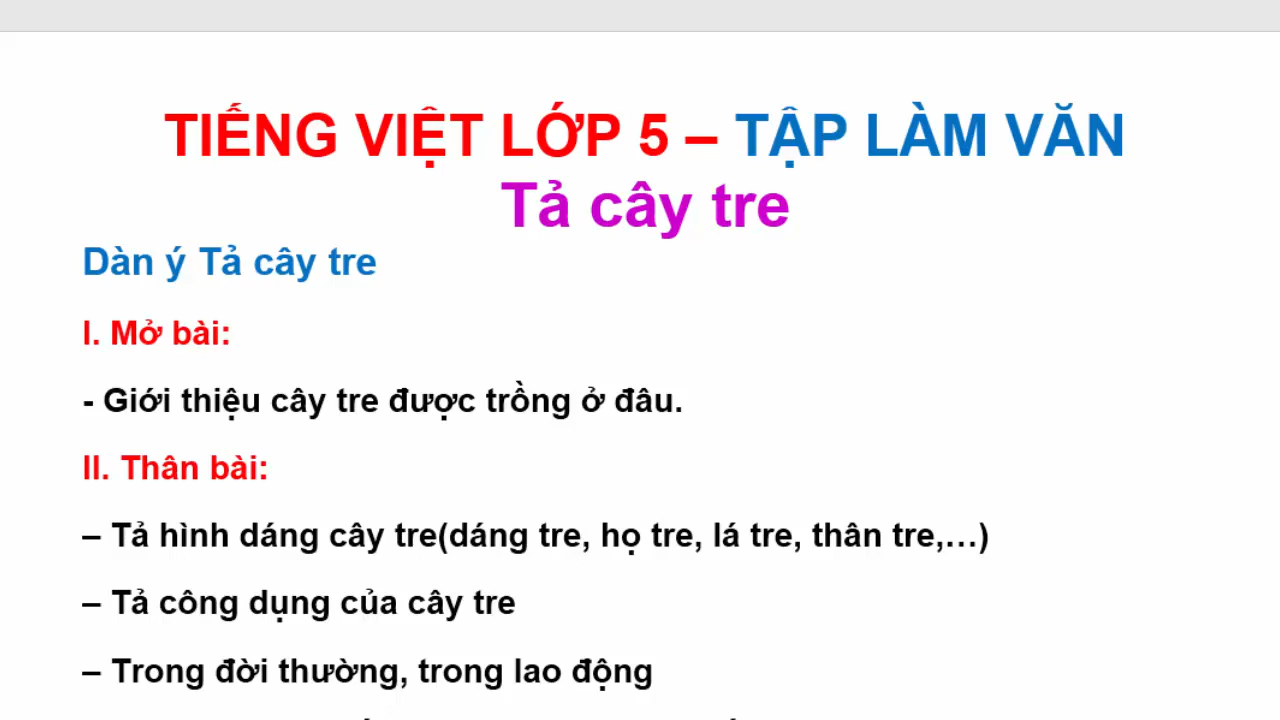 TIẾNG VIỆT LỚP 5 – TẬP LÀM VĂN
Tả cây tre
Dàn ý Tả cây tre
I. Mở bài:
- Giới thiệu cây tre được trồng ở đâu.
II. Thân bài:
– Tả hình dáng cây tre(dáng tre, họ tre, lá tre, thân tre,…)
– Tả công dụng của cây tre
– Trong đời thường, trong lao động